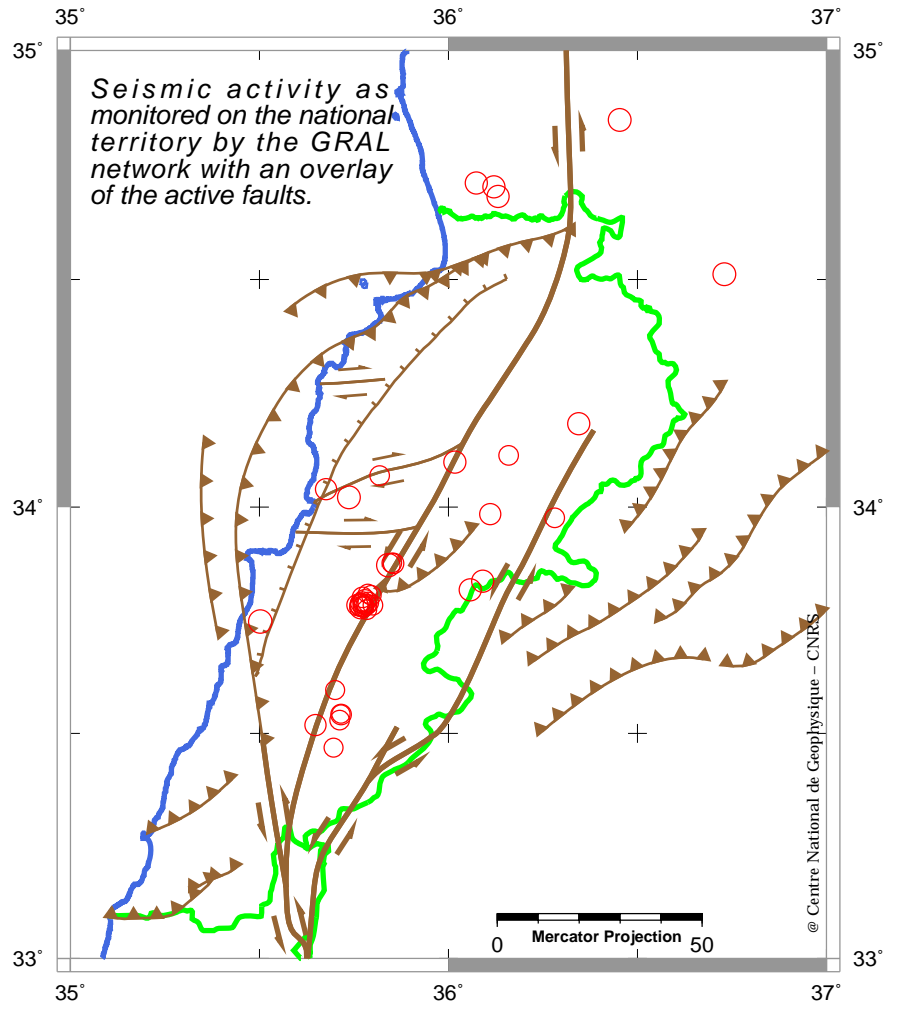 35° 36° 37°
35° 35°
Seismic activity as
monitored on the national
territory by the GRAL
network with an overlay
of the active faults.
34° 34°
@ Centre National de Geophysique – CNRS
Mercator Projection
0 50
33° 33°
35° 36° 37°